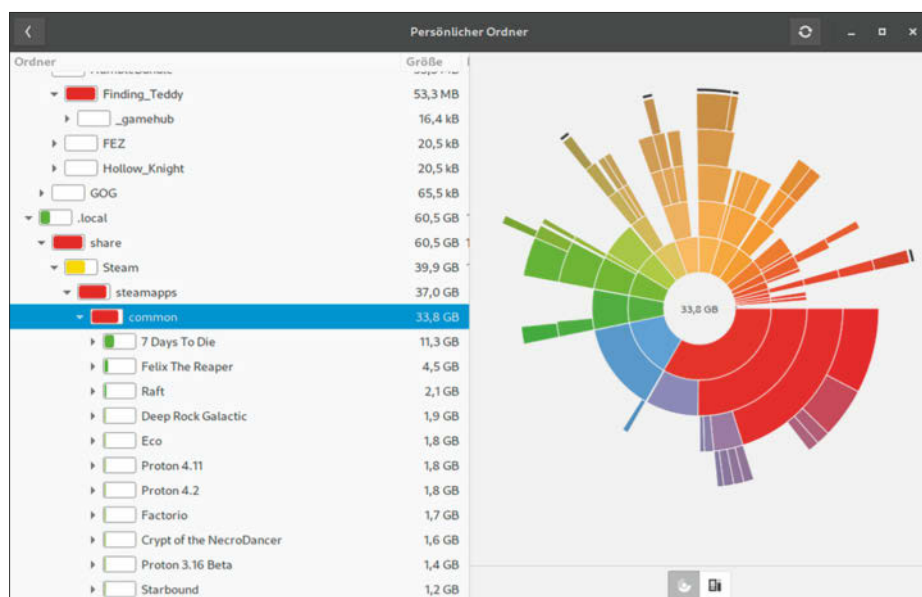 Persönlicher Ordner
Ordner Größe
Finding_Teddy 53,3 MB
_gamehub 16,4 kB
FEZ 20,5 kB
Hollow_Knight 20,5 kB
GOG 65,5 kB
.local 60,5 GB
share 60,5 GB
Steam 39,9 GB
steamapps 37,0 GB
common 33,8 GB
7 Days To Die 11,3 GB
Felix The Reaper 4,5 GB
Raft 2,1 GB
Deep Rock Galactic 1,9 GB
Eco 1,8 GB
Proton 4.11 1,8 GB
Proton 4.2 1,8 GB
Factorio 1,7 GB
Crypt of the NecroDancer 1,6 GB
Proton 3.16 Beta 1,4 GB
Starbound 1,2 GB
33,8 GB